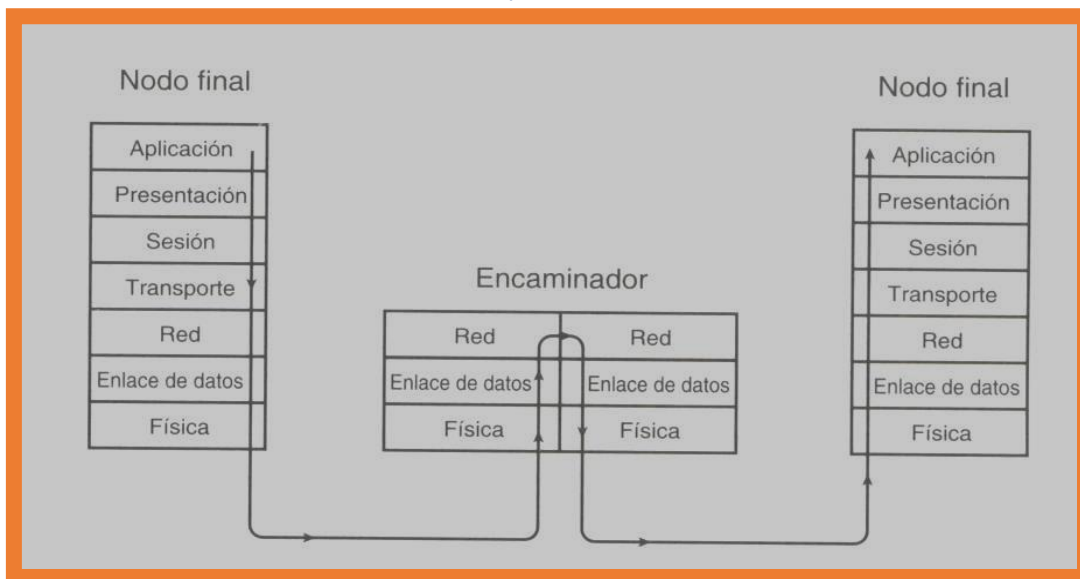 Nodo final
Aplicación
Presentación
Sesión
Transporte
Red
Enlace de datos
Física
Encaminador
Red
Red
Enlace de datos
Enlace de datos
Física
Física
Nodo final
Aplicación
Presentación
Sesión
Transporte
Red
Enlace de datos
Física